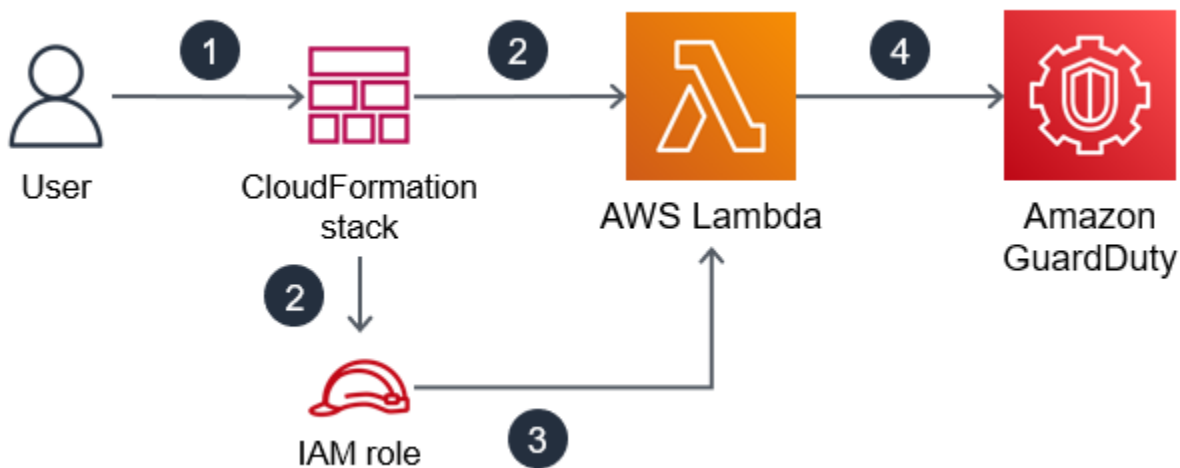 1
2
4
User
CloudFormation
stack
AWS Lambda
Amazon
GuardDuty
2
IAM role
3